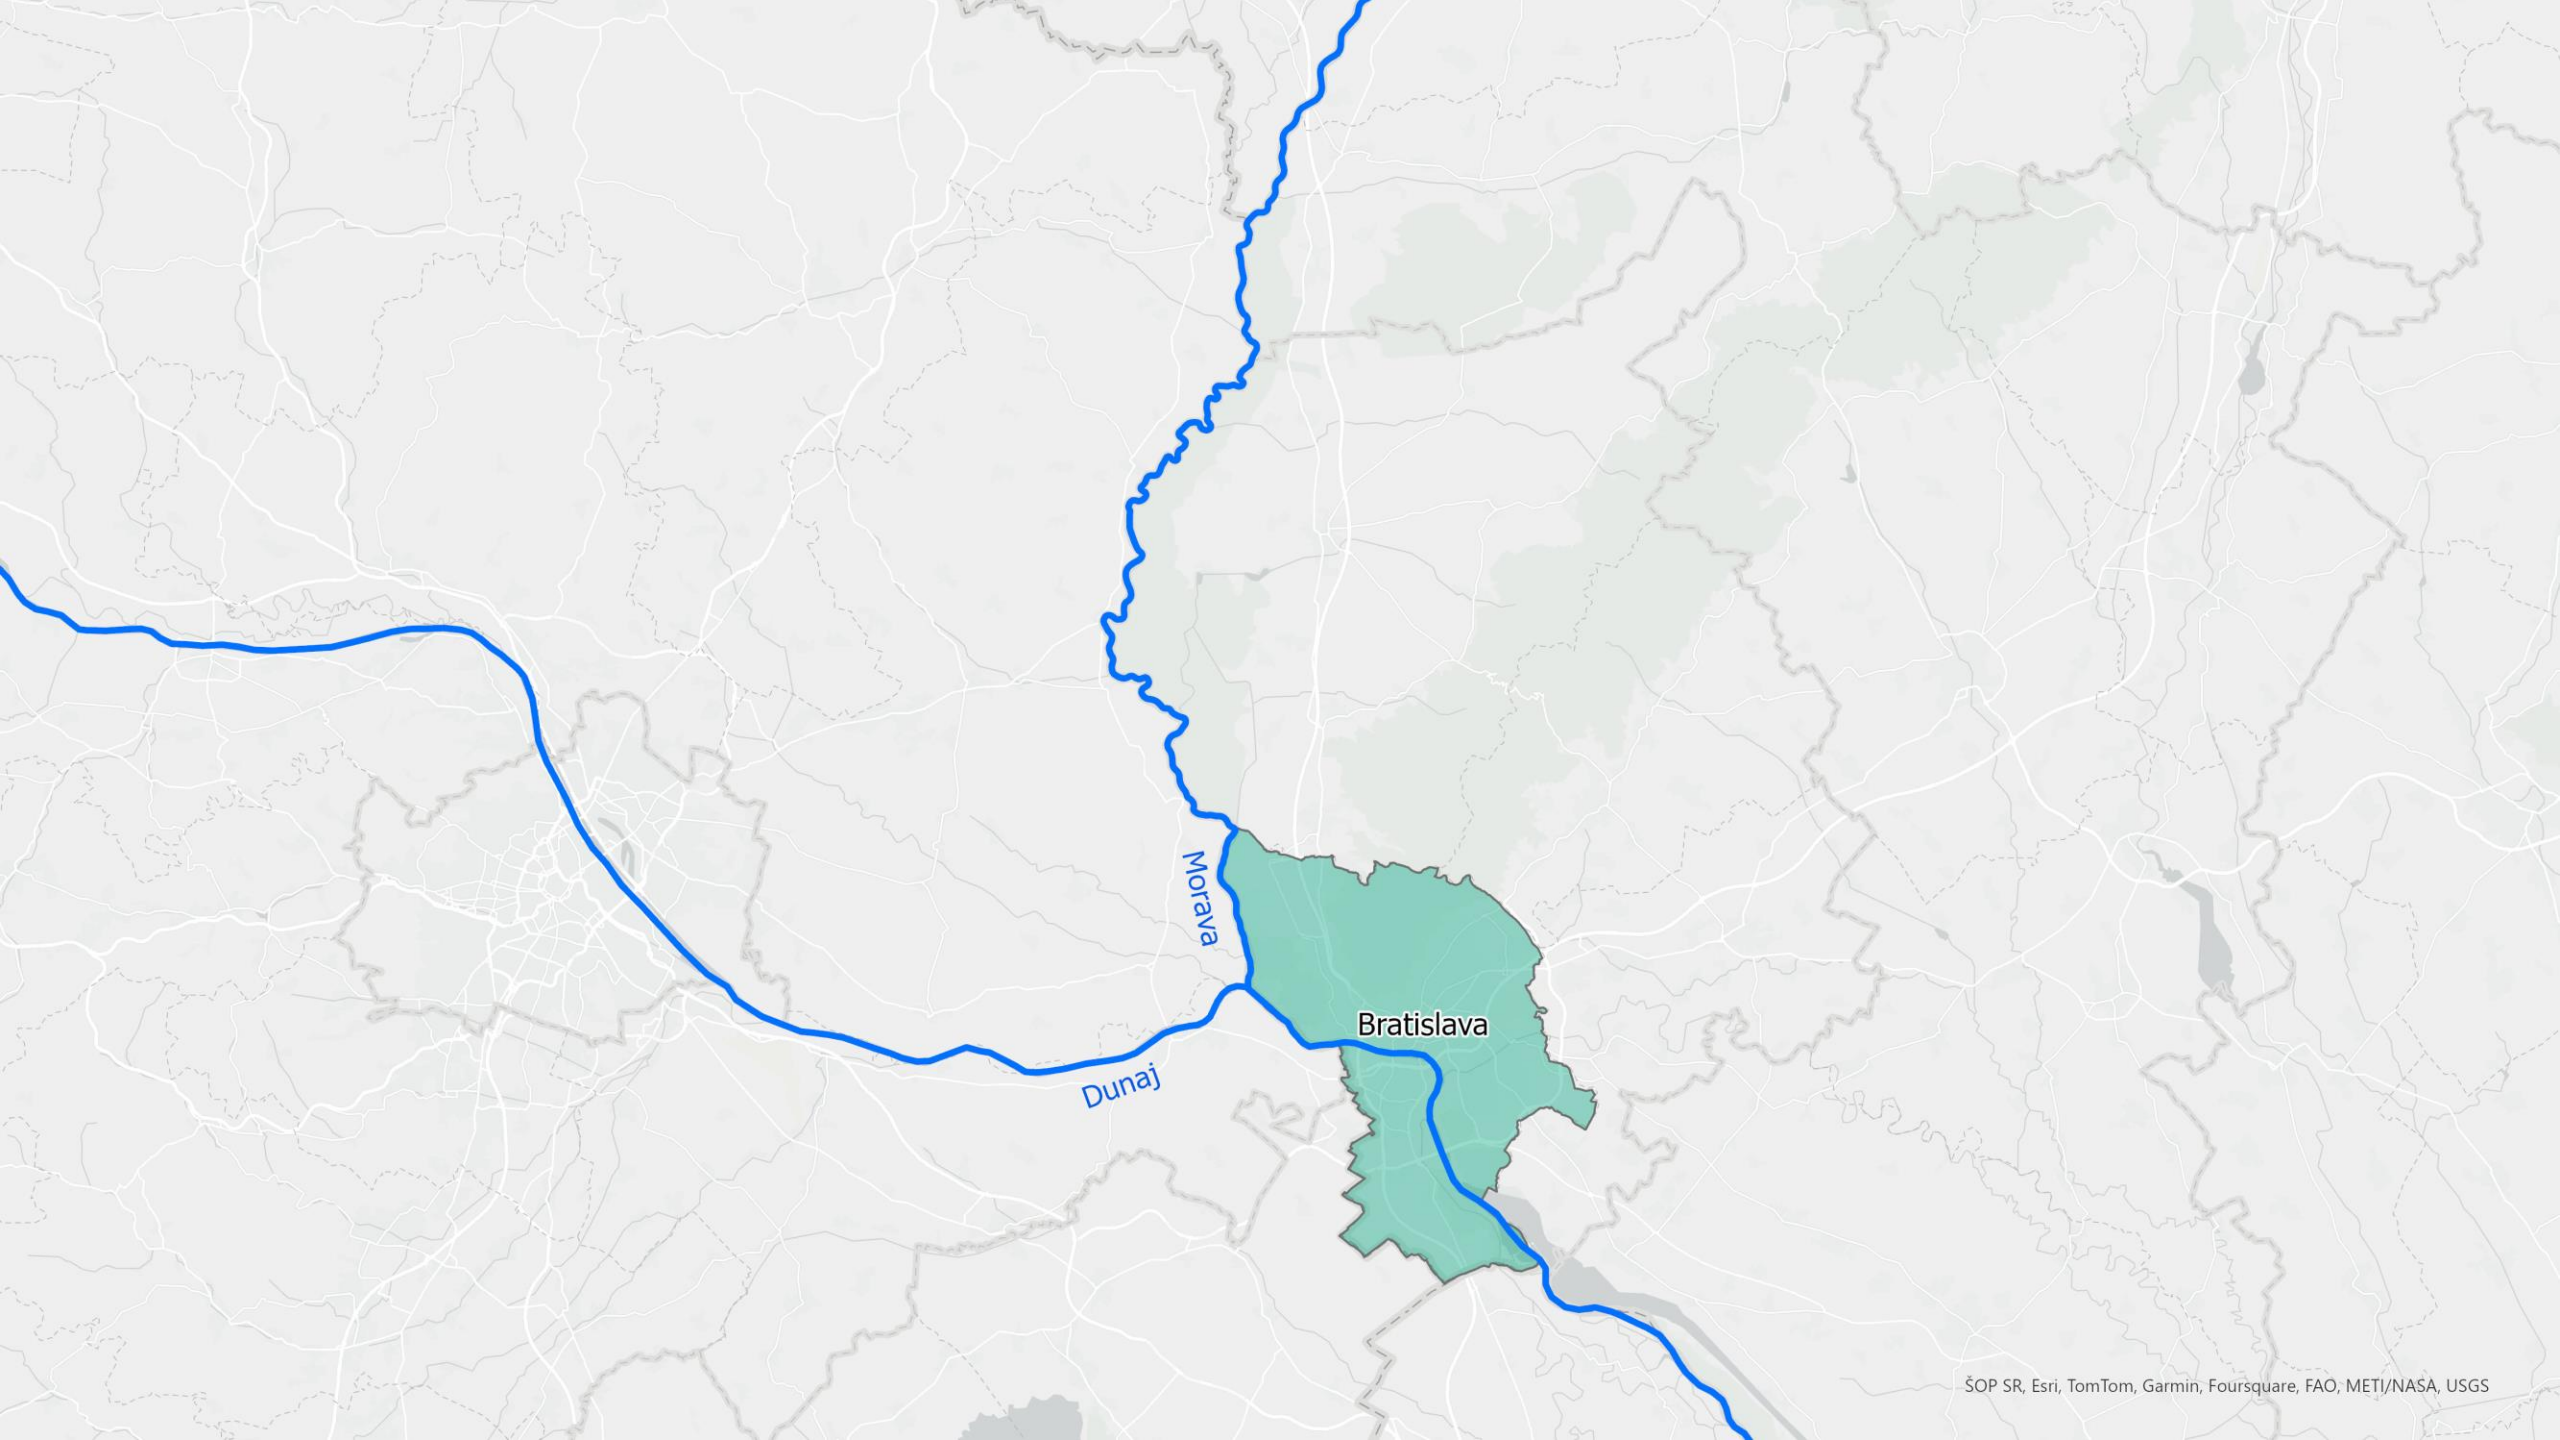 Morava
Bratislava
Dunaj
ŠOP SR, Esri, TomTom, Garmin, Foursquare, FAO, METI/NASA, USGS